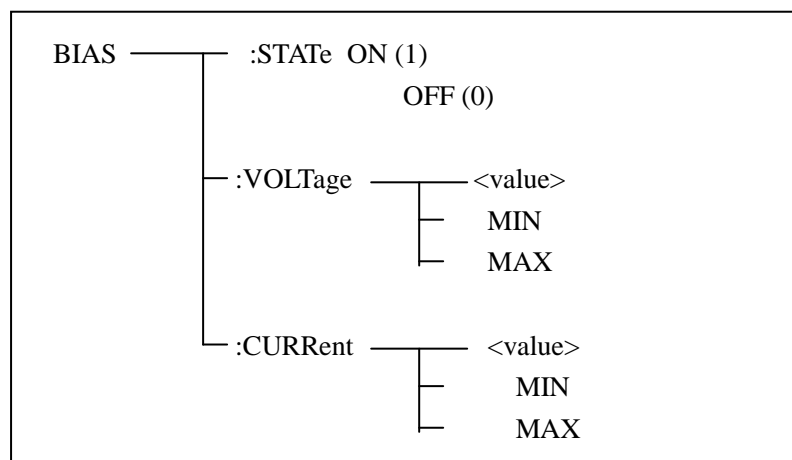 BIAS :STATe ON (1)
OFF (0)
:VOLTage <value>
MIN
MAX
:CURRent <value>
MIN
MAX